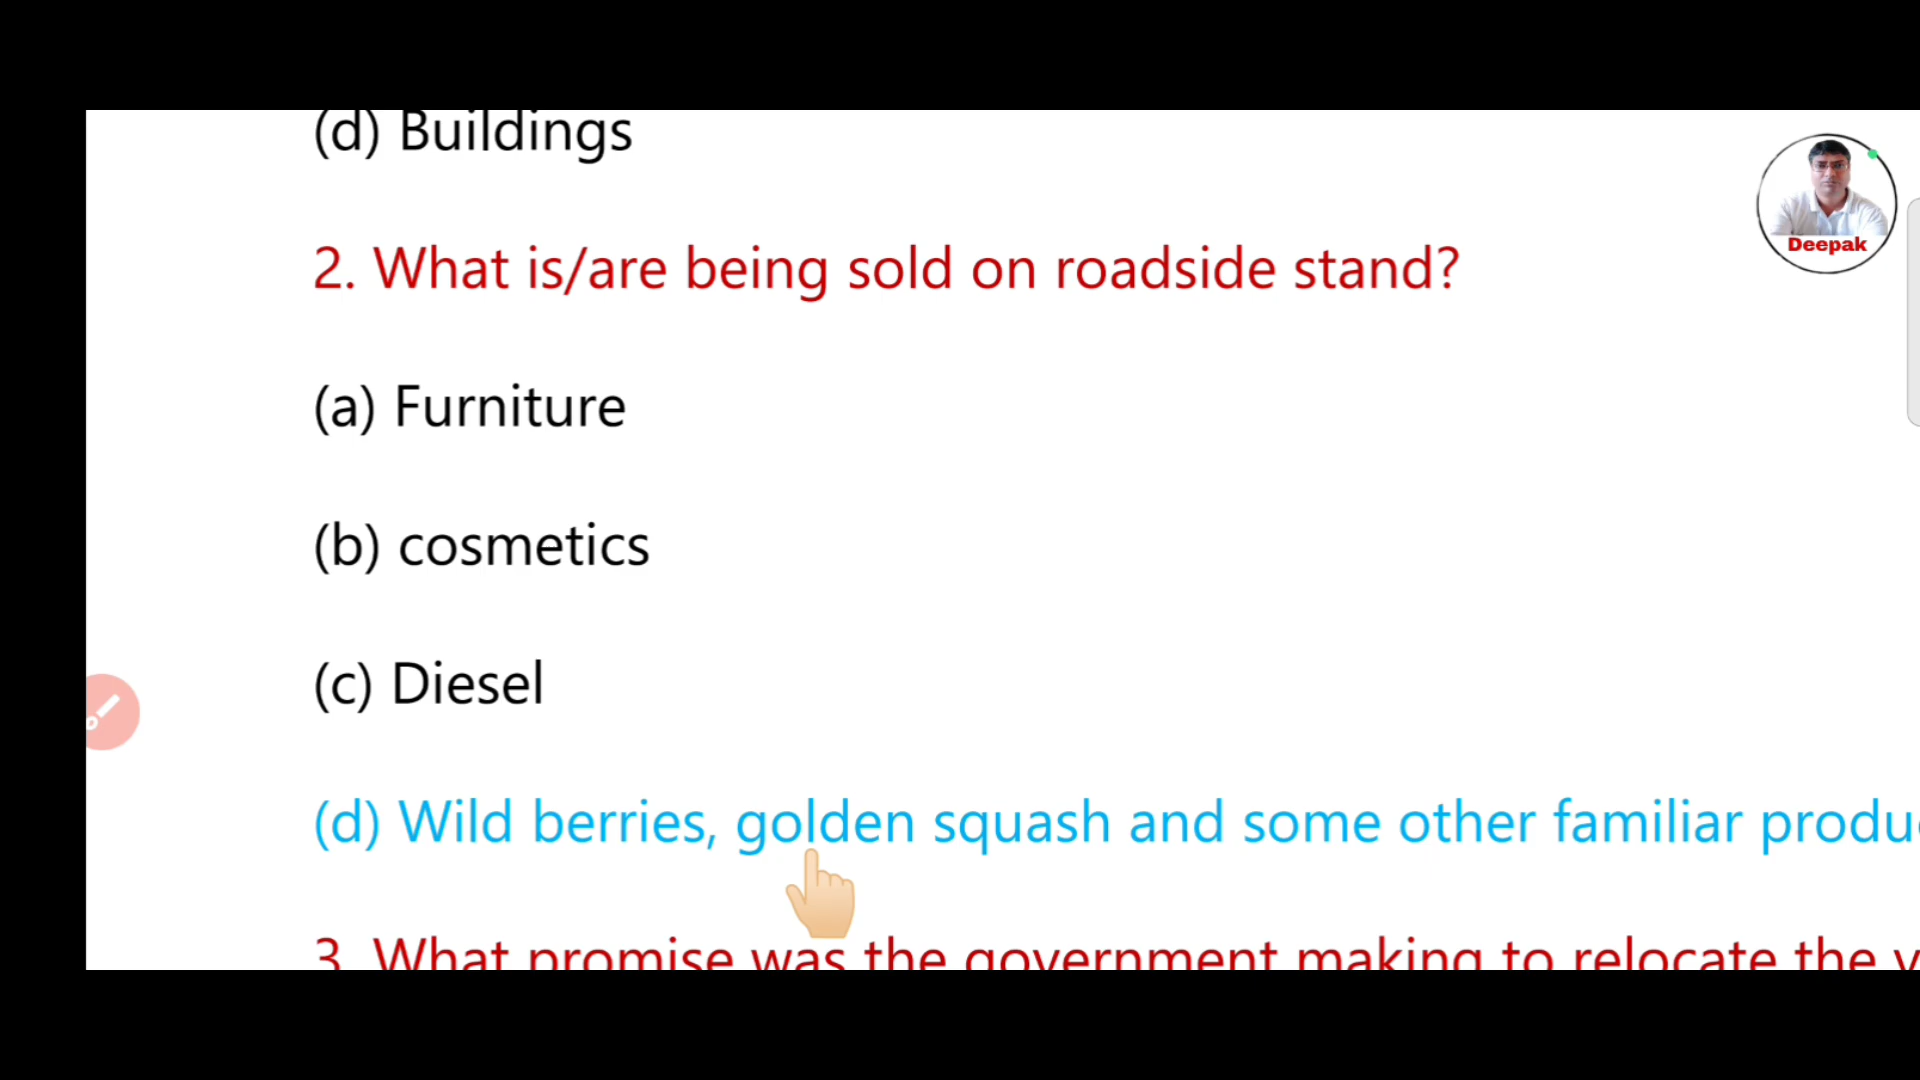 (d) Buildings
Deepak
2. What is/are being sold on roadside stand?
(a) Furniture
(b) cosmetics
(c) Diesel
(d) Wild berries, golden squash and some other familiar
3. What promise was the government making to relocate the